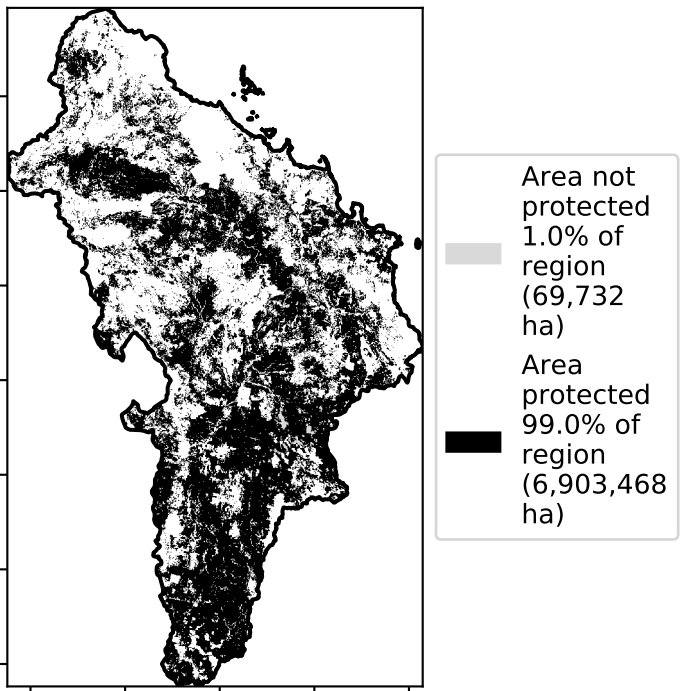 Area not
protected
1.0% of
region
(69,732
ha)
Area
protected
99.0% of
region
(6,903,468
ha)